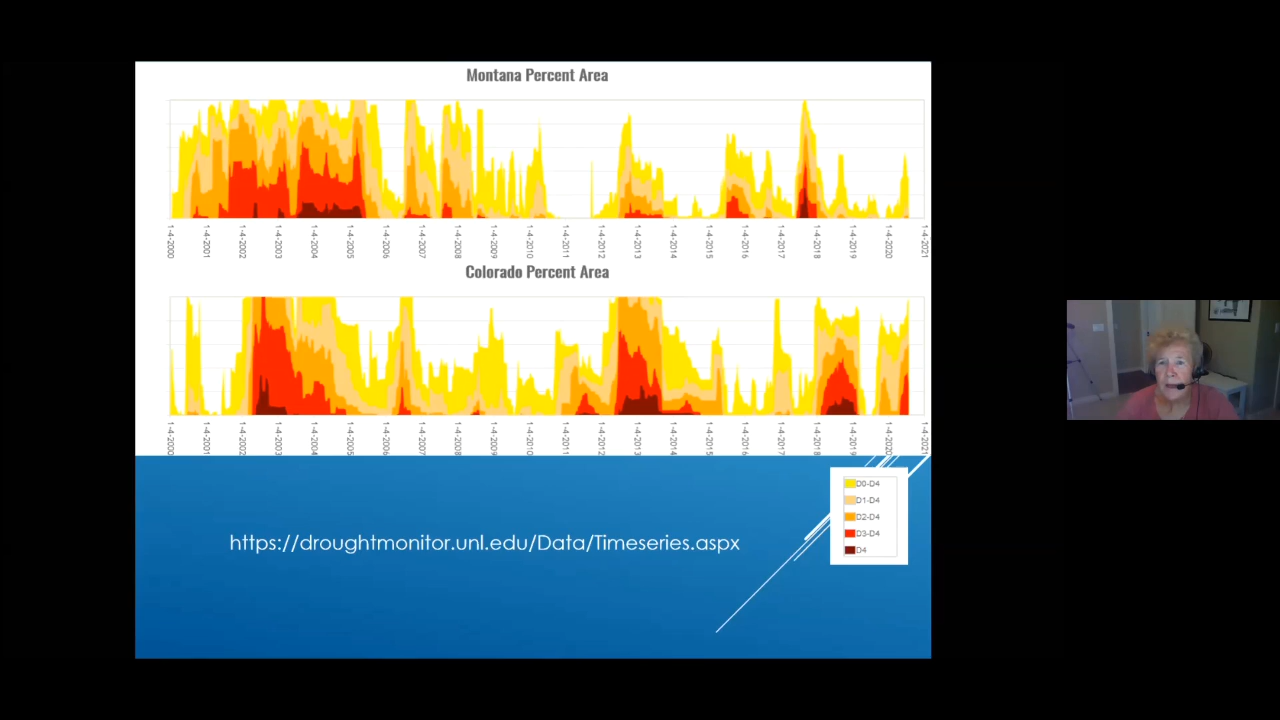 Montana Percent Area
1-4-2000 1-4-2001 1-4-2002 1-4-2003 1-4-2004 1-4-2005 1-4-2006 1-4-2007 1-4-2008 1-4-2009 1-4-2010 1-4-2011 1-4-2012 1-4-2013 1-4-2014 1-4-2015 1-4-2016 1-4-2017 1-4-2018 1-4-2019 1-4-2020 1-4-2021
Colorado Percent Area
1-4-2000 1-4-2001 1-4-2002 1-4-2003 1-4-2004 1-4-2005 1-4-2006 1-4-2007 1-4-2008 1-4-2009 1-4-2010 1-4-2011 1-4-2012 1-4-2013 1-4-2014 1-4-2015 1-4-2016 1-4-2017 1-4-2018 1-4-2019 1-4-2020 1-4-2021
D0-D4
D1-D4
D2-D4
D3-D4
D4
https://droughtmonitor.unl.edu/Data/Timeseries.aspx